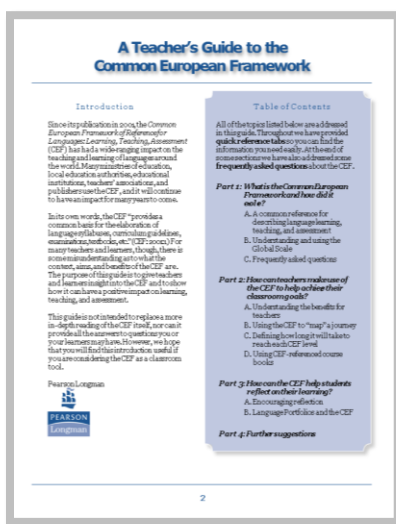 A Teacher's Guide to the
Common European Framework
Introduction
Since its publication in 2001, the Common
European Framework of Reference for
Languages: Learning, Teaching, Assessment
(CEF) has had a wide-ranging impact on the
teaching and learning of languages around
the world. Many ministries of education,
local education authorities, educational
institutions, teachers' associations, and
publishers use the CEF, and it will continue
to have an impact for many years to come.
In its own words, the CEF "provides a
common basis for the elaboration of
language syllabuses, curriculum guidelines,
examinations, textbooks, etc." (CEF: 2001:1) For
many teachers and learners, though, there is
some misunderstanding as to what the
context, aims, and benefits of the CEF are.
The purpose of this guide is to give teachers
and learners insight into the CEF and to show
how it can have a positive impact on learning,
teaching, and assessment.
This guide is not intended to replace a more
in-depth reading of the CEF itself, nor can it
provide all the answers to questions you or
your learners may have. However, we hope
that you will find this introduction useful if
you are considering the CEF as a classroom
tool.
Pearson Longman
PEARSON
Longman
Table of Contents
All of the topics listed below are addressed
in this guide. Throughout we have provided
quick reference tabs so you can find the
information you need easily. At the end of
some sections we have also addressed some
frequently asked questions about the CEF.
Part 1: What is the Common European
Framework and how did it
evolve?
A. A common reference for
describing language learning,
teaching, and assessment
B. Understanding and using the
Global Scale
C. Frequently asked questions
Part 2: How can teachers make use of
the CEF to help achieve their
classroom goals?
A. Understanding the benefits for
teachers
B. Using the CEF to "map" a journey
C. Defining how long it will take to
reach each CEF level
D. Using CEF-referenced course
books
Part 3: How can the CEF help students
reflect on their learning?
A. Encouraging reflection
B. Language Portfolios and the CEF
Part 4: Further suggestions
2